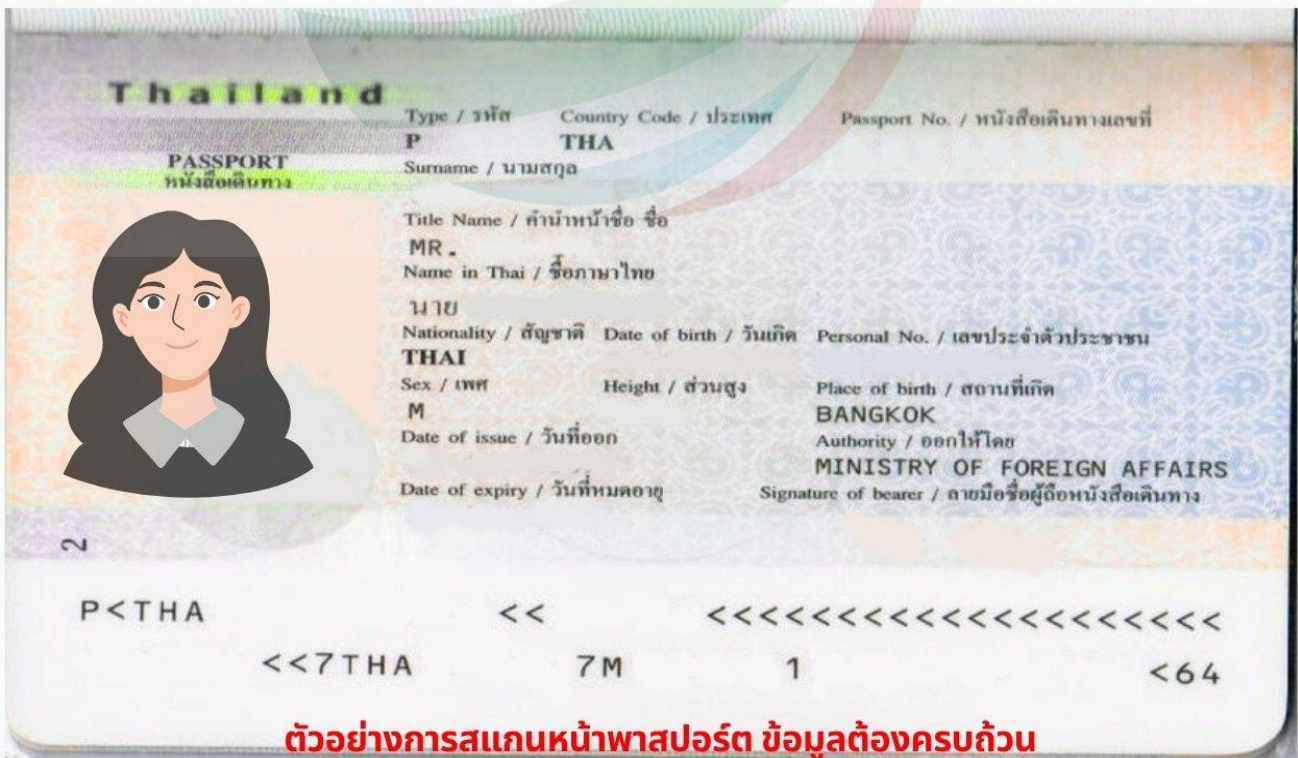 Thailand
PASSPORT
หนังสือเดินทาง
Type / รหัส Country Code / ประเทศ Passport No. / หนังสือเดินทางเลขที่
P THA
Surname / นามสกุล
Title Name / คำนำหน้าชื่อ ชื่อ
MR.
Name in Thai / ชื่อภาษาไทย
นาย
Nationality / สัญชาติ Date of birth / วันเกิด Personal No. / เลขประจำตัวประชาชน
THAI
Sex / เพศ Height / ส่วนสูง Place of birth / สถานที่เกิด
M BANGKOK
Date of issue / วันที่ออก Authority / ออกให้โดย
MINISTRY OF FOREIGN AFFAIRS
Date of expiry / วันที่หมดอายุ Signature of bearer / ลายมือชื่อผู้ถือหนังสือเดินทาง
2
P<THA << <<<<<<<<<<<<<<<<<<<<
<<7THA 7M 1 <64
ตัวอย่างการสแกนหน้าพาสปอร์ต ข้อมูลต้องครบถ้วน